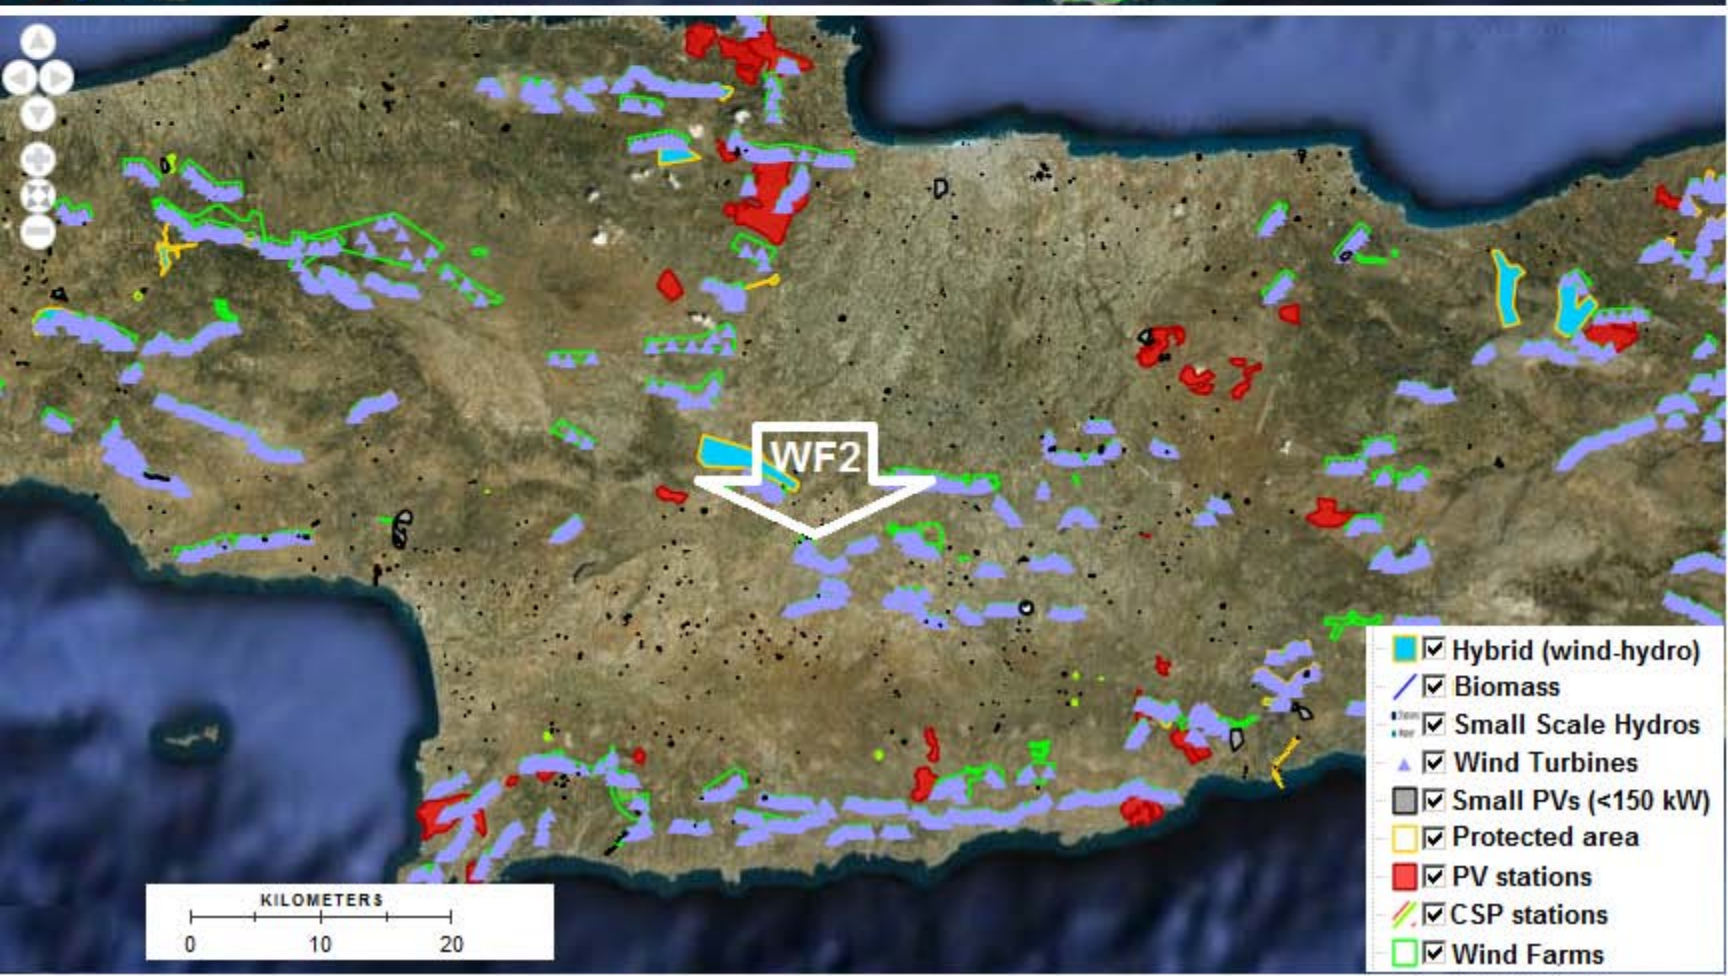 WF2
Hybrid (wind-hydro)
Biomass
Small Scale Hydros
Wind Turbines
Small PVs (<150 kW)
Protected area
PV stations
CSP stations
Wind Farms
KILOMETERS
0 10 20